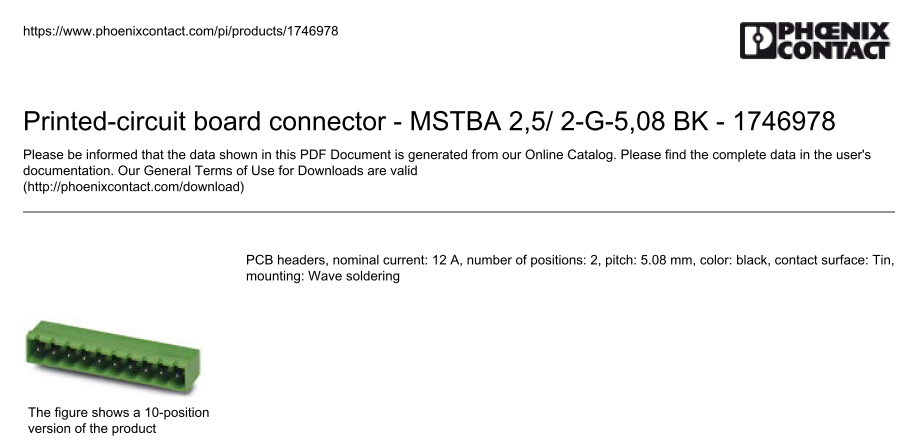 https://www.phoenixcontact.com/pi/products/1746978
PHŒNIX
CONTACT
Printed-circuit board connector - MSTBA 2,5/ 2-G-5,08 BK - 1746978
Please be informed that the data shown in this PDF Document is generated from our Online Catalog. Please find the complete data in the user's
documentation. Our General Terms of Use for Downloads are valid
(http://phoenixcontact.com/download)
PCB headers, nominal current: 12 A, number of positions: 2, pitch: 5.08 mm, color: black, contact surface: Tin,
mounting: Wave soldering
The figure shows a 10-position
version of the product